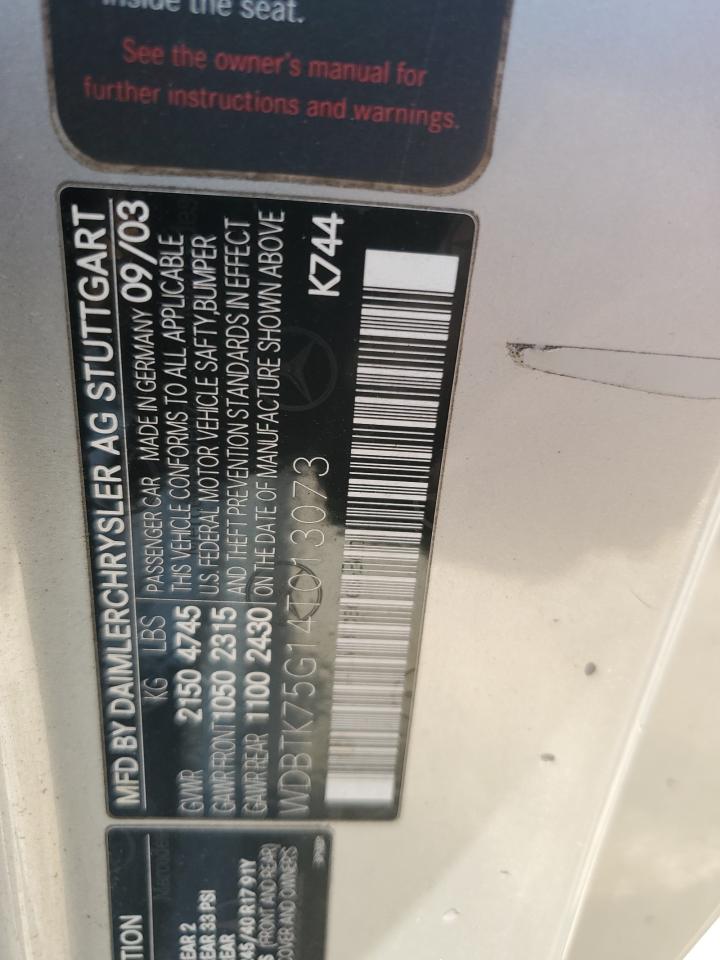 inside the seat.
See the owner's manual for
further instructions and warnings.
MFD BY DAIMLERCHRYSLER AG STUTTGART
KG LBS PASSENGER CAR MADE IN GERMANY 09/03
GVWR 2150 4745 THIS VEHICLE CONFORMS TO ALL APPLICABLE
U.S. FEDERAL MOTOR VEHICLE SAFTY,BUMPER
GAWR FRONT 1050 2315 AND THEFT PREVENTION STANDARDS IN EFFECT
GAWR REAR 1100 2430 ON THE DATE OF MANUFACTURE SHOWN ABOVE
WDBTK75G14T013073 K744
TION
EAR 2
EAR 33 PSI
EAR
45/40 R17 91Y
S (FRONT AND REAR)
COVER AND OWNER'S